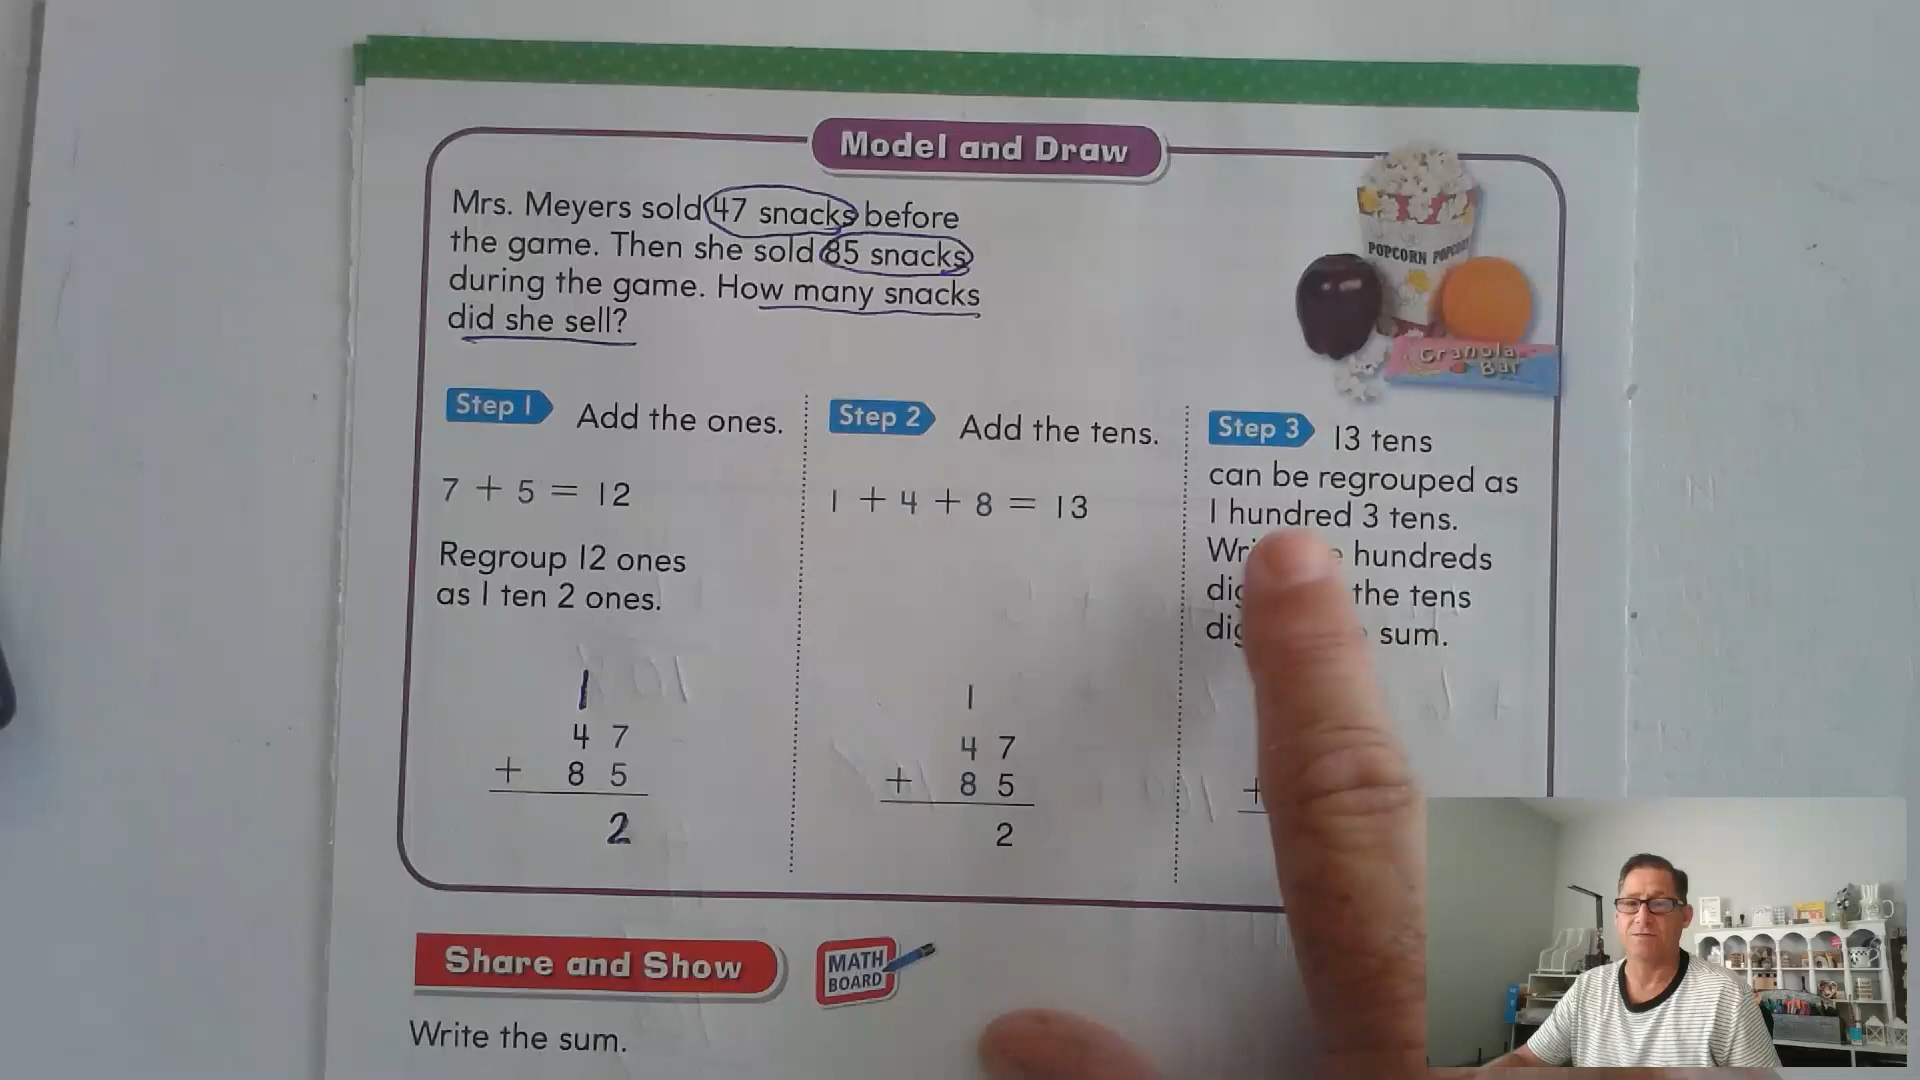 Model and Draw
Mrs. Meyers sold 47 snacks before
the game. Then she sold 85 snacks
during the game. How many snacks
did she sell?
POPCORN
Granola
Bar
Step 1 Add the ones.
7 + 5 = 12
Regroup 12 ones
as 1 ten 2 ones.
1
4 7
+ 8 5
2
Step 2 Add the tens.
1 + 4 + 8 = 13
1
4 7
+ 8 5
2
Step 3 13 tens
can be regrouped as
1 hundred 3 tens.
hundreds
the tens
sum.
+
Share and Show
MATH
BOARD
Write the sum.